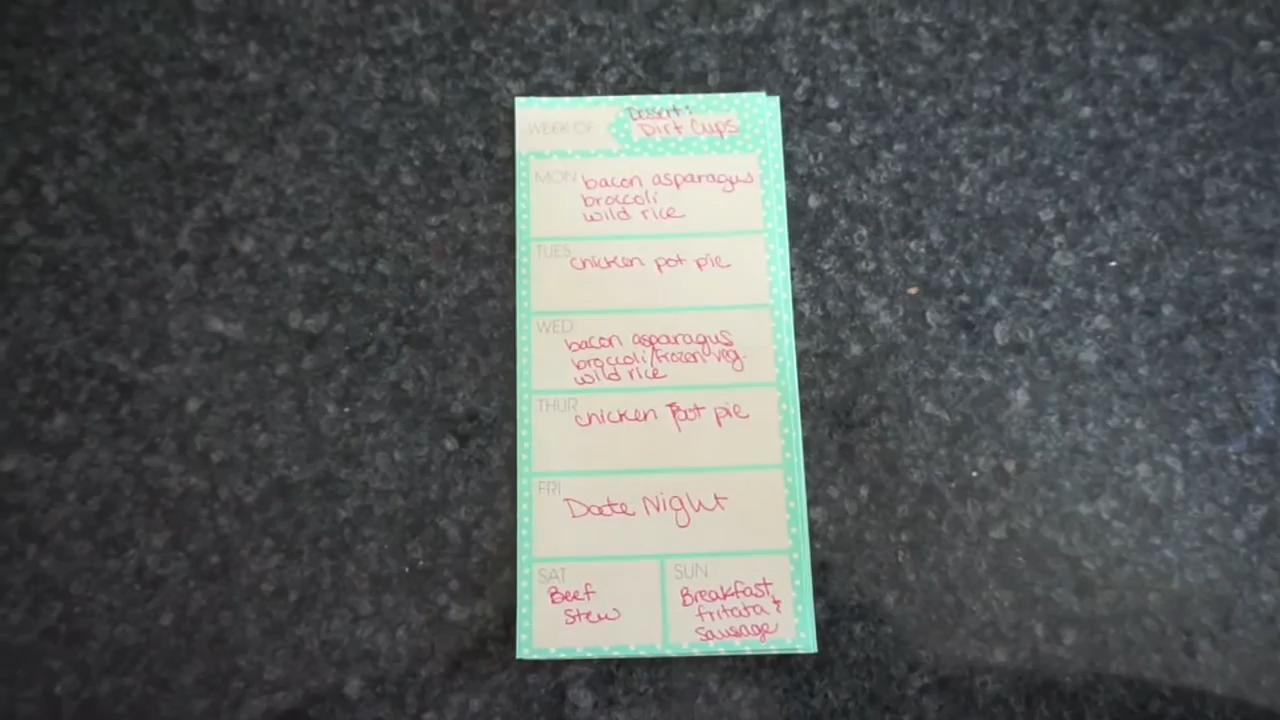 WEEK OF
Dessert:
Dirt Cups
MON bacon asparagus
broccoli
wild rice
TUES chicken pot pie
WED
bacon asparagus
broccoli/frozen veg.
wild rice
THUR chicken pot pie
FRI
Date Night
SAT
Beef
Stew
SUN
Breakfast,
fritata &
sausage